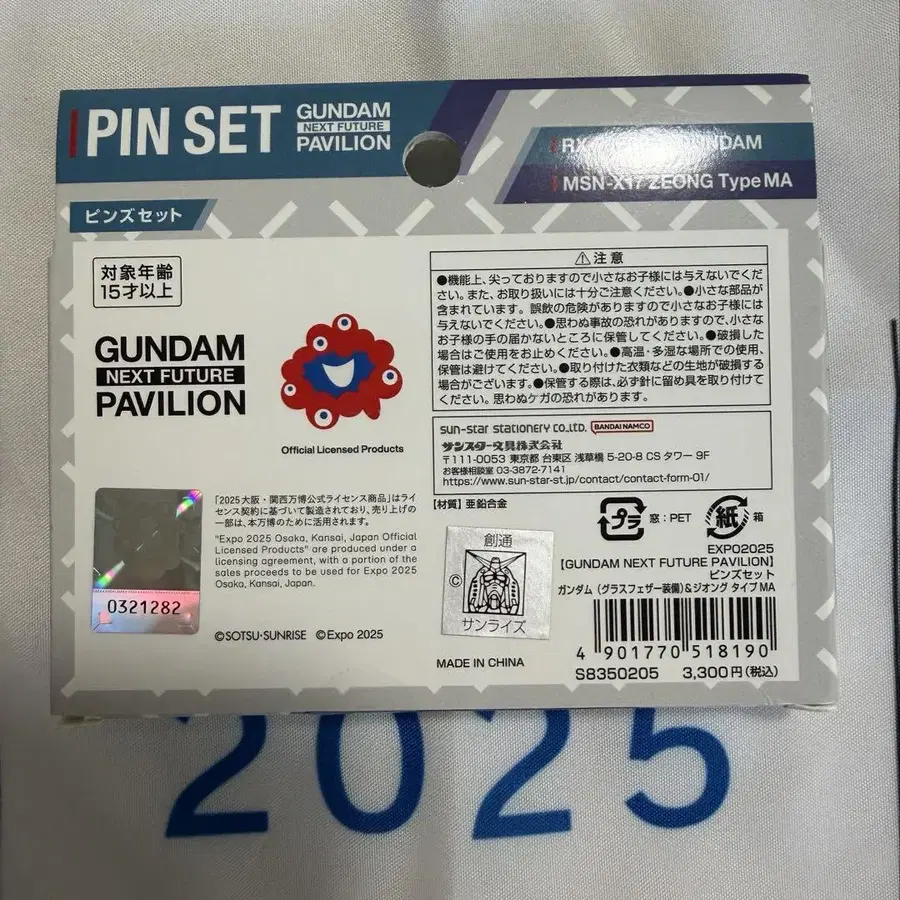 PIN SET
GUNDAM
NEXT FUTURE
PAVILION
RX GUNDAM
MSN-X17 ZEONG Type MA
ピンズセット
対象年齢
15才以上
GUNDAM
NEXT FUTURE
PAVILION
Official Licensed Products
⚠注意
●機能上、尖っておりますので小さなお子様には与えないでくだ
さい。また、お取り扱いには十分ご注意ください。●小さな部品が
含まれています。誤飲の危険がありますので小さなお子様には
与えないでください。●思わぬ事故の恐れがありますので、小さな
お子様の手の届かないところに保管してください。●破損した
場合はご使用をお止めください。●高温・多湿な場所での使用、
保管は避けてください。●取り付けた衣類などの生地が破損する
場合がございます。●保管する際は、必ず針に留め具を取り付けて
ください。思わぬケガの恐れがあります。
sun-star stationery co.,ltd. BANDAI NAMCO
サンスター文具株式会社
〒111-0053 東京都 台東区 浅草橋 5-20-8 CS タワー 9F
お客様相談室 03-3872-7141
https://www.sun-star-st.jp/contact/contact-form-01/
【材質】亜鉛合金
プラ 窓：PET 紙 箱
「2025大阪・関西万博公式ライセンス商品」はライ
センス契約に基づいて製造されており、売り上げの
一部は、本万博のために活用されます。
"Expo 2025 Osaka, Kansai, Japan Official
Licensed Products" are produced under a
licensing agreement, with a portion of the
sales proceeds to be used for Expo 2025
Osaka, Kansai, Japan.
0321282
©SOTSU・SUNRISE ©Expo 2025
創通
©
サンライズ
MADE IN CHINA
EXPO2025
【GUNDAM NEXT FUTURE PAVILION】
ピンズセット
ガンダム（グラスフェザー装備）&ジオング タイプMA
4 901770 518190
S8350205 3,300円（税込）
2025